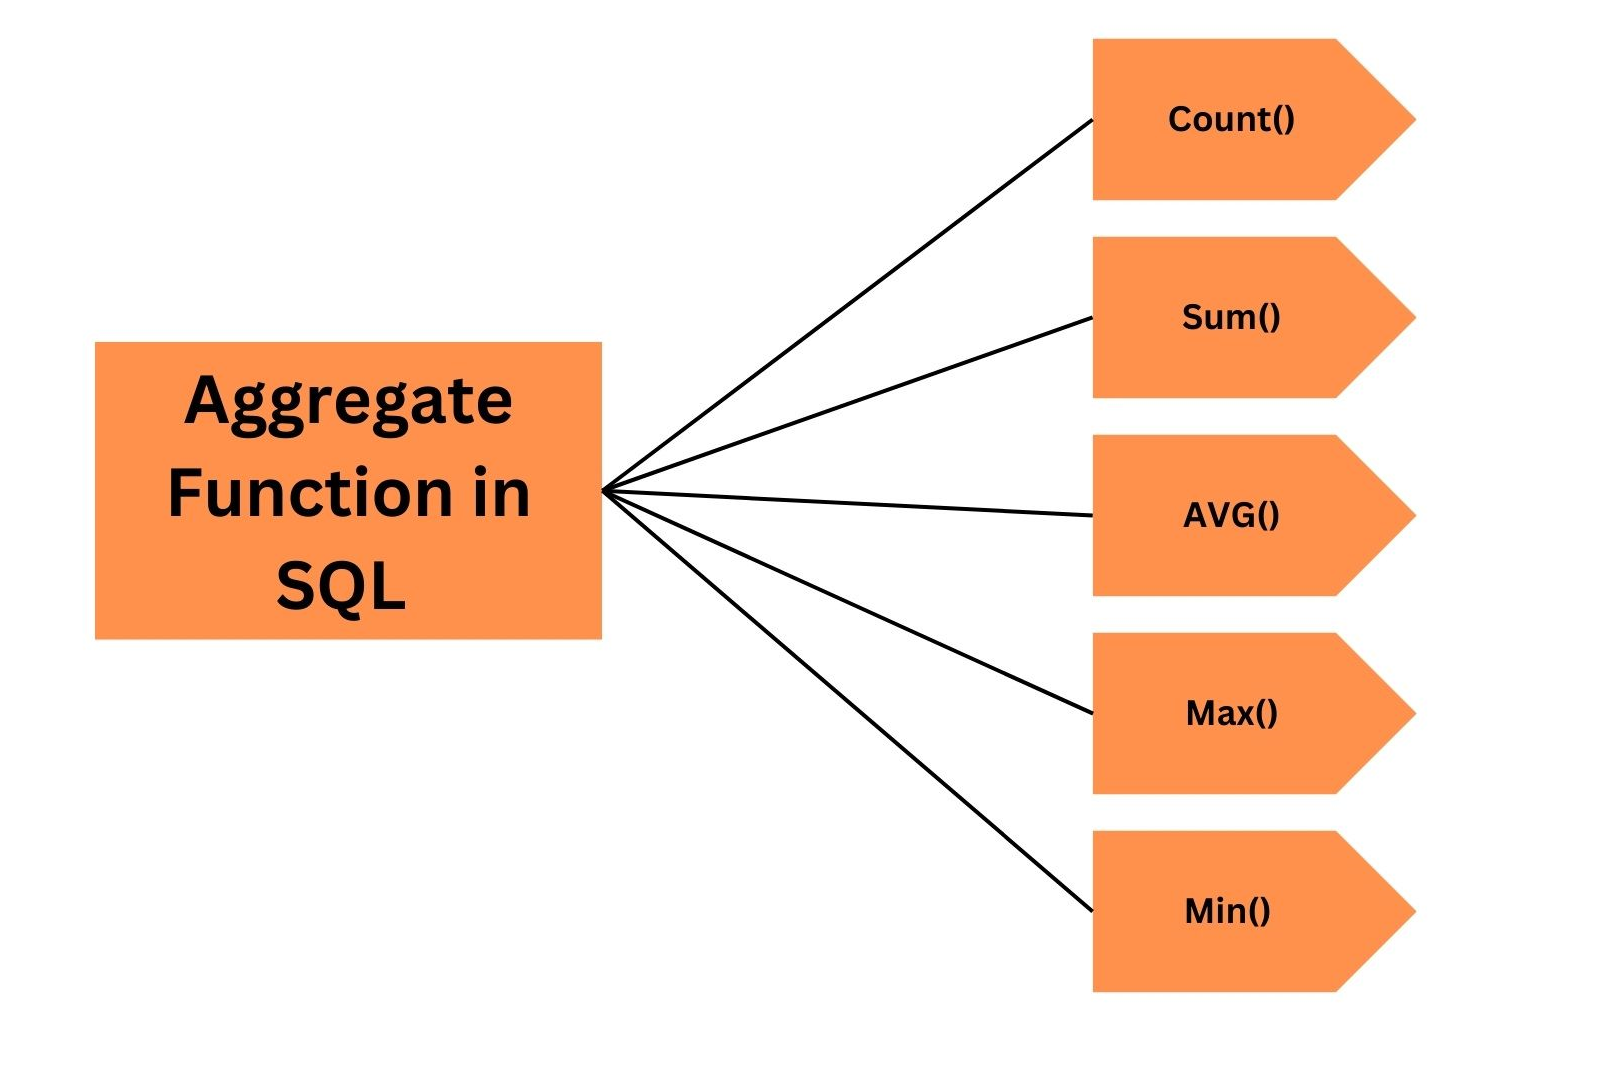 Aggregate
Function in
SQL
Count()
Sum()
AVG()
Max()
Min()